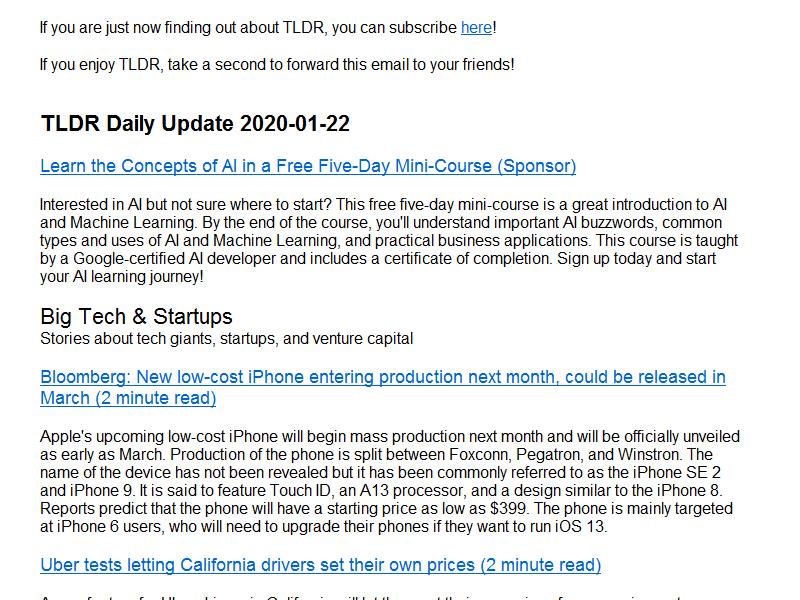 If you are just now finding out about TLDR, you can subscribe here!
If you enjoy TLDR, take a second to forward this email to your friends!
TLDR Daily Update 2020-01-22
Learn the Concepts of AI in a Free Five-Day Mini-Course (Sponsor)
Interested in AI but not sure where to start? This free five-day mini-course is a great introduction to AI
and Machine Learning. By the end of the course, you'll understand important AI buzzwords, common
types and uses of AI and Machine Learning, and practical business applications. This course is taught
by a Google-certified AI developer and includes a certificate of completion. Sign up today and start
your AI learning journey!
Big Tech & Startups
Stories about tech giants, startups, and venture capital
Bloomberg: New low-cost iPhone entering production next month, could be released in
March (2 minute read)
Apple's upcoming low-cost iPhone will begin mass production next month and will be officially unveiled
as early as March. Production of the phone is split between Foxconn, Pegatron, and Winstron. The
name of the device has not been revealed but it has been commonly referred to as the iPhone SE 2
and iPhone 9. It is said to feature Touch ID, an A13 processor, and a design similar to the iPhone 8.
Reports predict that the phone will have a starting price as low as $399. The phone is mainly targeted
at iPhone 6 users, who will need to upgrade their phones if they want to run iOS 13.
Uber tests letting California drivers set their own prices (2 minute read)